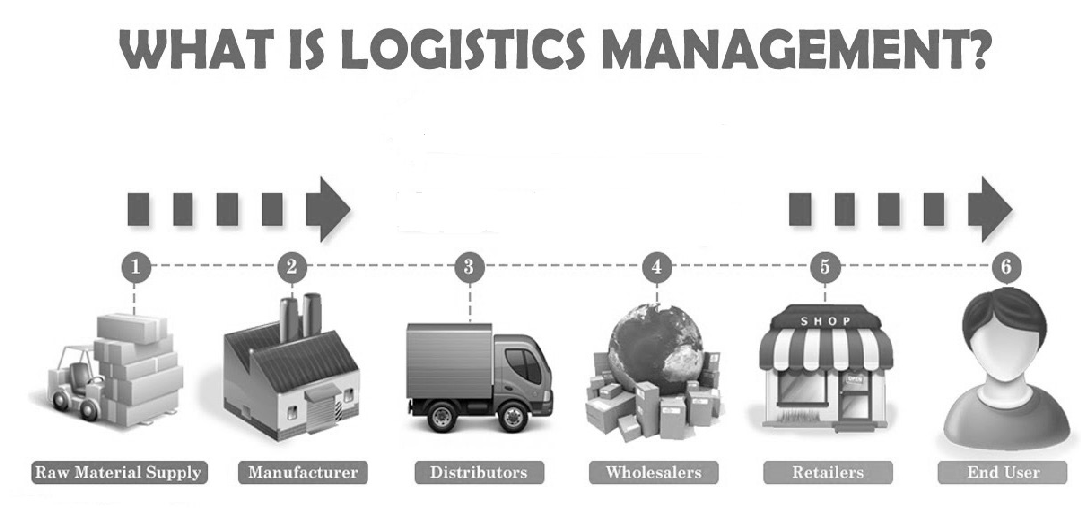 WHAT IS LOGISTICS MANAGEMENT?
1 2 3 4 5 6
SHOP
OPEN
Raw Material Supply Manufacturer Distributors Wholesalers Retailers End User